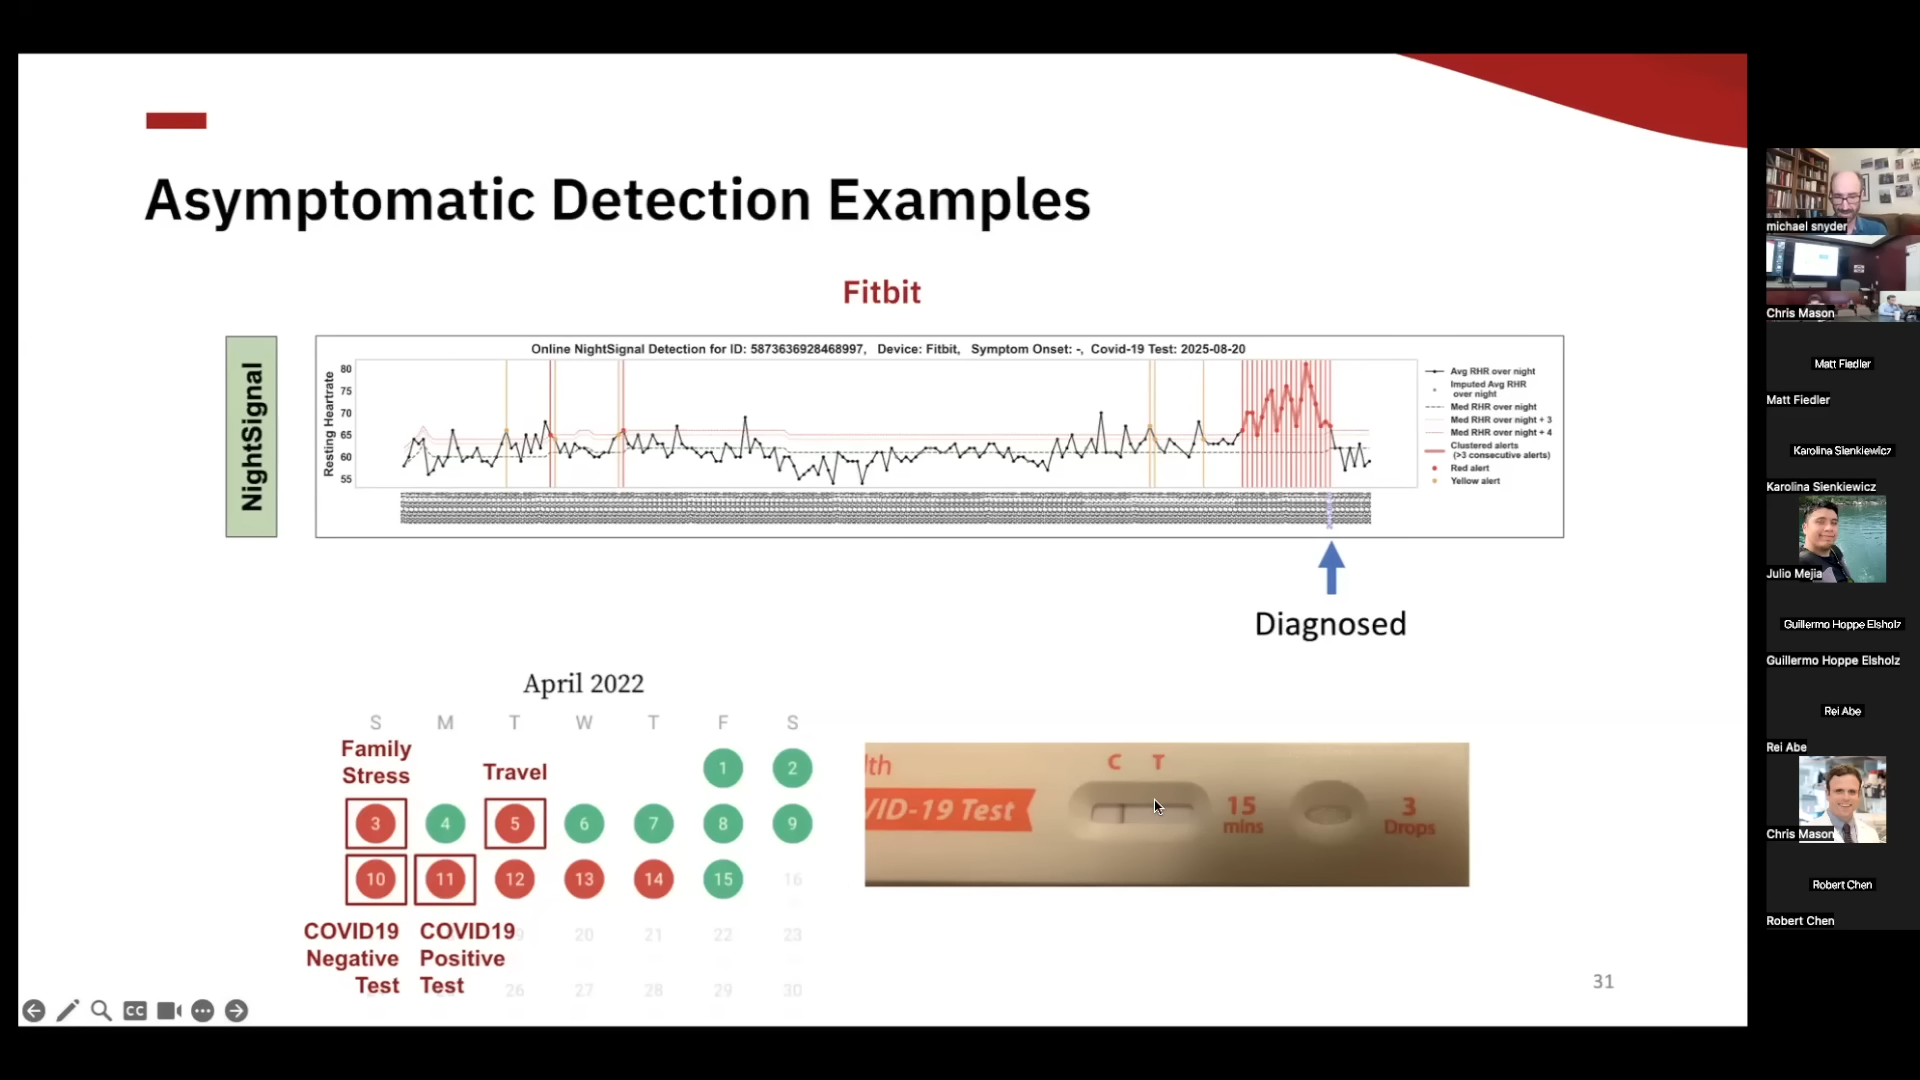 Asymptomatic Detection Examples
Fitbit
NightSignal
Online NightSignal Detection for ID: 5873636928468997, Device: Fitbit, Symptom Onset: -, Covid-19 Test: 2025-08-20
Resting Heartrate
80
75
70
65
60
55
Avg RHR over night
Imputed Avg RHR
over night
Med RHR over night
Med RHR over night + 3
Med RHR over night + 4
Clustered alerts
(>3 consecutive alerts)
Red alert
Yellow alert
Diagnosed
April 2022
S M T W T F S
Family
Stress
Travel
1 2
3 4 5 6 7 8 9
10 11 12 13 14 15 16
COVID19
Negative
Test
COVID19
Positive
Test
20 21 22 23
26 27 28 29 30
lth
VID-19 Test
C T
15
mins
3
Drops
31
CC
michael snyder
Chris Mason
Matt Fiedler
Matt Fiedler
Karolina Sienkiewicz
Karolina Sienkiewicz
Julio Mejia
Guillermo Hoppe Elsholz
Guillermo Hoppe Elsholz
Rei Abe
Rei Abe
Chris Mason
Robert Chen
Robert Chen